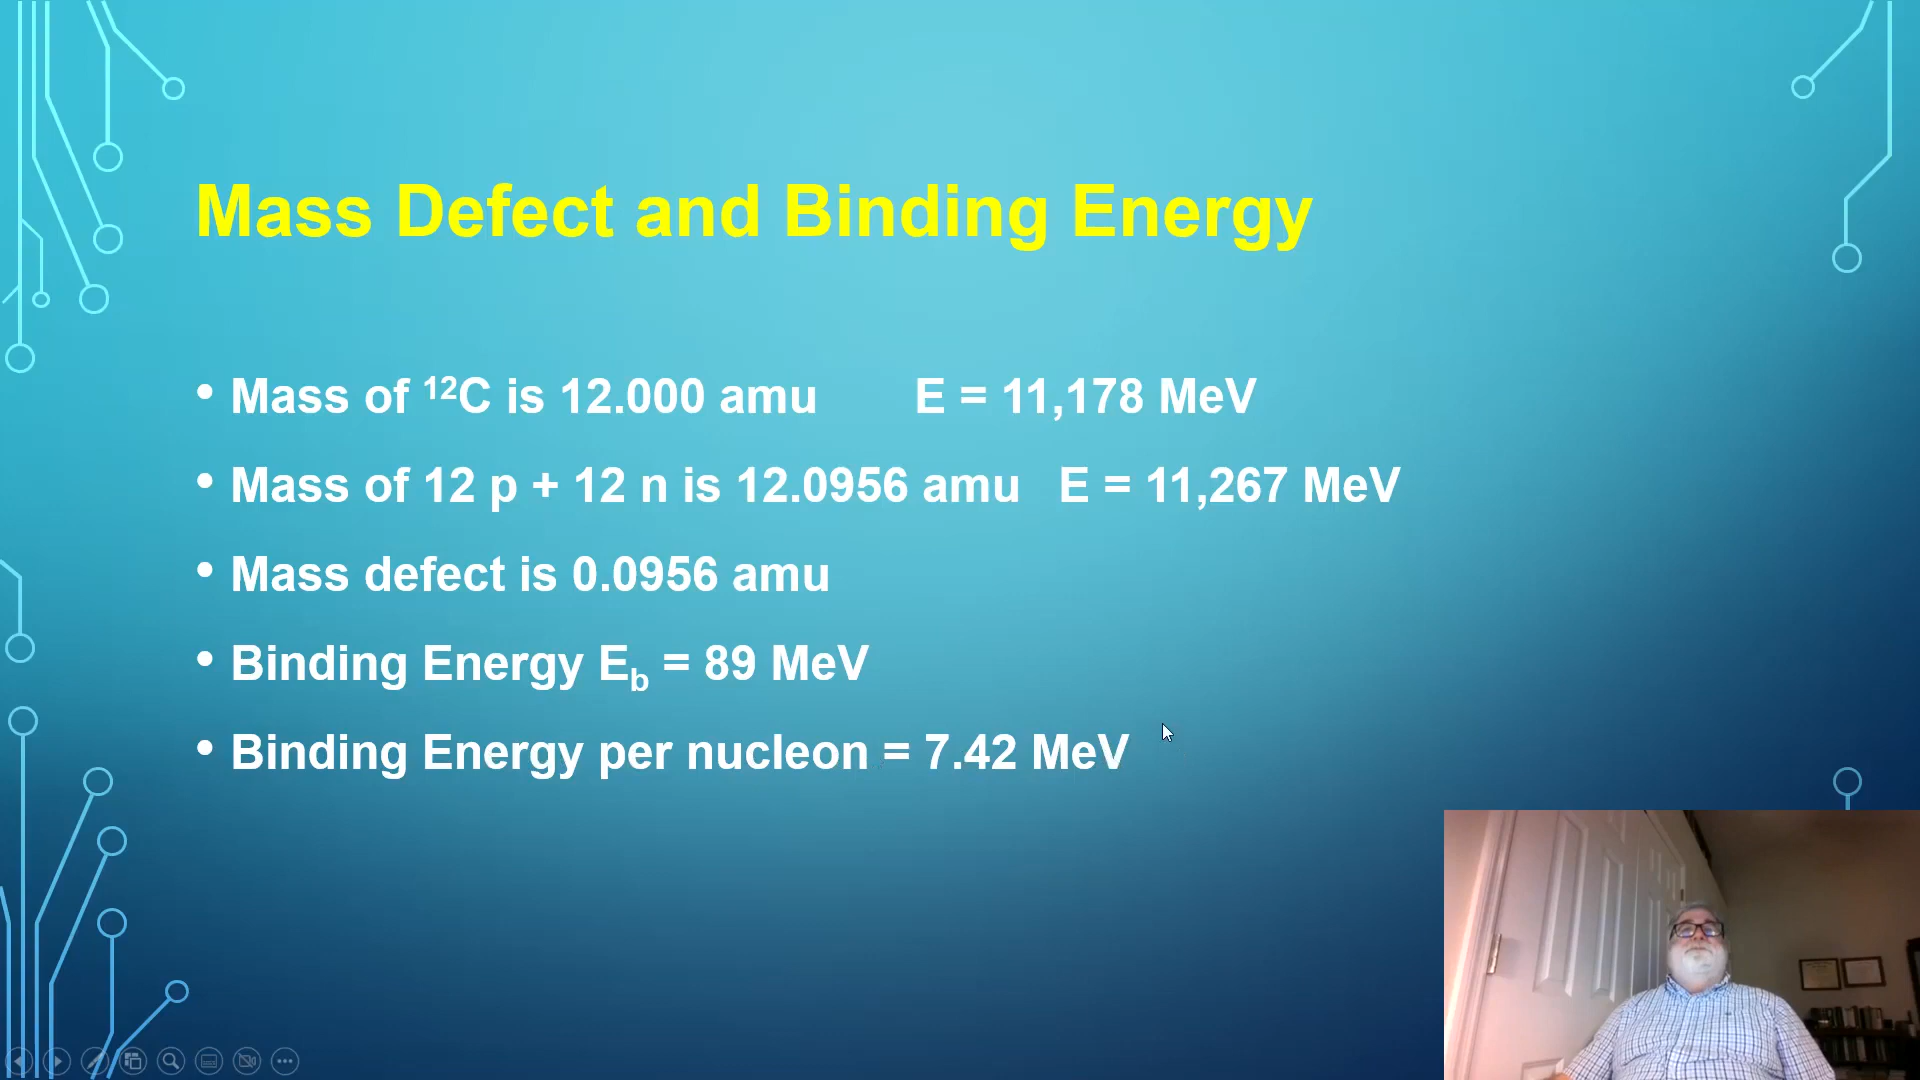 Mass Defect and Binding Energy
• Mass of ¹²C is 12.000 amu E = 11,178 MeV
• Mass of 12 p + 12 n is 12.0956 amu E = 11,267 MeV
• Mass defect is 0.0956 amu
• Binding Energy E_b = 89 MeV
• Binding Energy per nucleon = 7.42 MeV